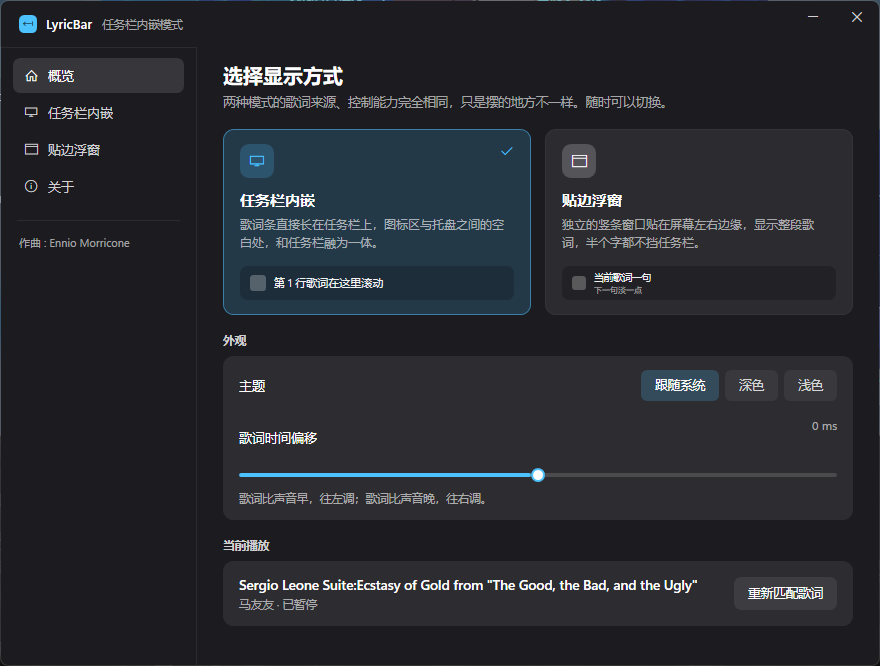 LyricBar 任务栏内嵌模式
概览
任务栏内嵌
贴边浮窗
关于
作曲 : Ennio Morricone
选择显示方式
两种模式的歌词来源、控制能力完全相同，只是摆的地方不一样。随时可以切换。
任务栏内嵌
歌词条直接长在任务栏上，图标区与托盘之间的空
白处，和任务栏融为一体。
第 1 行歌词在这里滚动
贴边浮窗
独立的竖条窗口贴在屏幕左右边缘，显示整段歌
词，半个字都不挡任务栏。
当前歌词一句
下一句淡一点
外观
主题
跟随系统
深色
浅色
0 ms
歌词时间偏移
歌词比声音早，往左调；歌词比声音晚，往右调。
当前播放
Sergio Leone Suite:Ecstasy of Gold from "The Good, the Bad, and the Ugly"
马友友 · 已暂停
重新匹配歌词